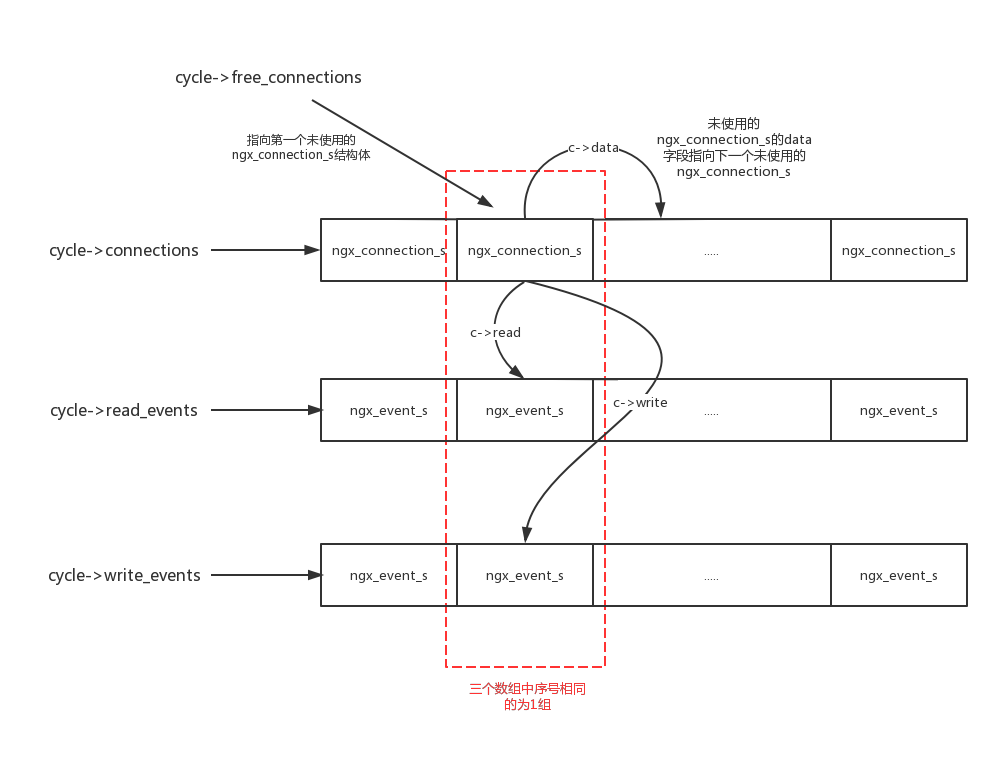 cycle->free_connections
指向第一个未使用的
ngx_connection_s结构体
c->data
未使用的
ngx_connection_s的data
字段指向下一个未使用的
ngx_connection_s
cycle->connections
ngx_connection_s
ngx_connection_s
.....
ngx_connection_s
c->read
c->write
cycle->read_events
ngx_event_s
ngx_event_s
.....
ngx_event_s
cycle->write_events
ngx_event_s
ngx_event_s
.....
ngx_event_s
三个数组中序号相同
的为1组